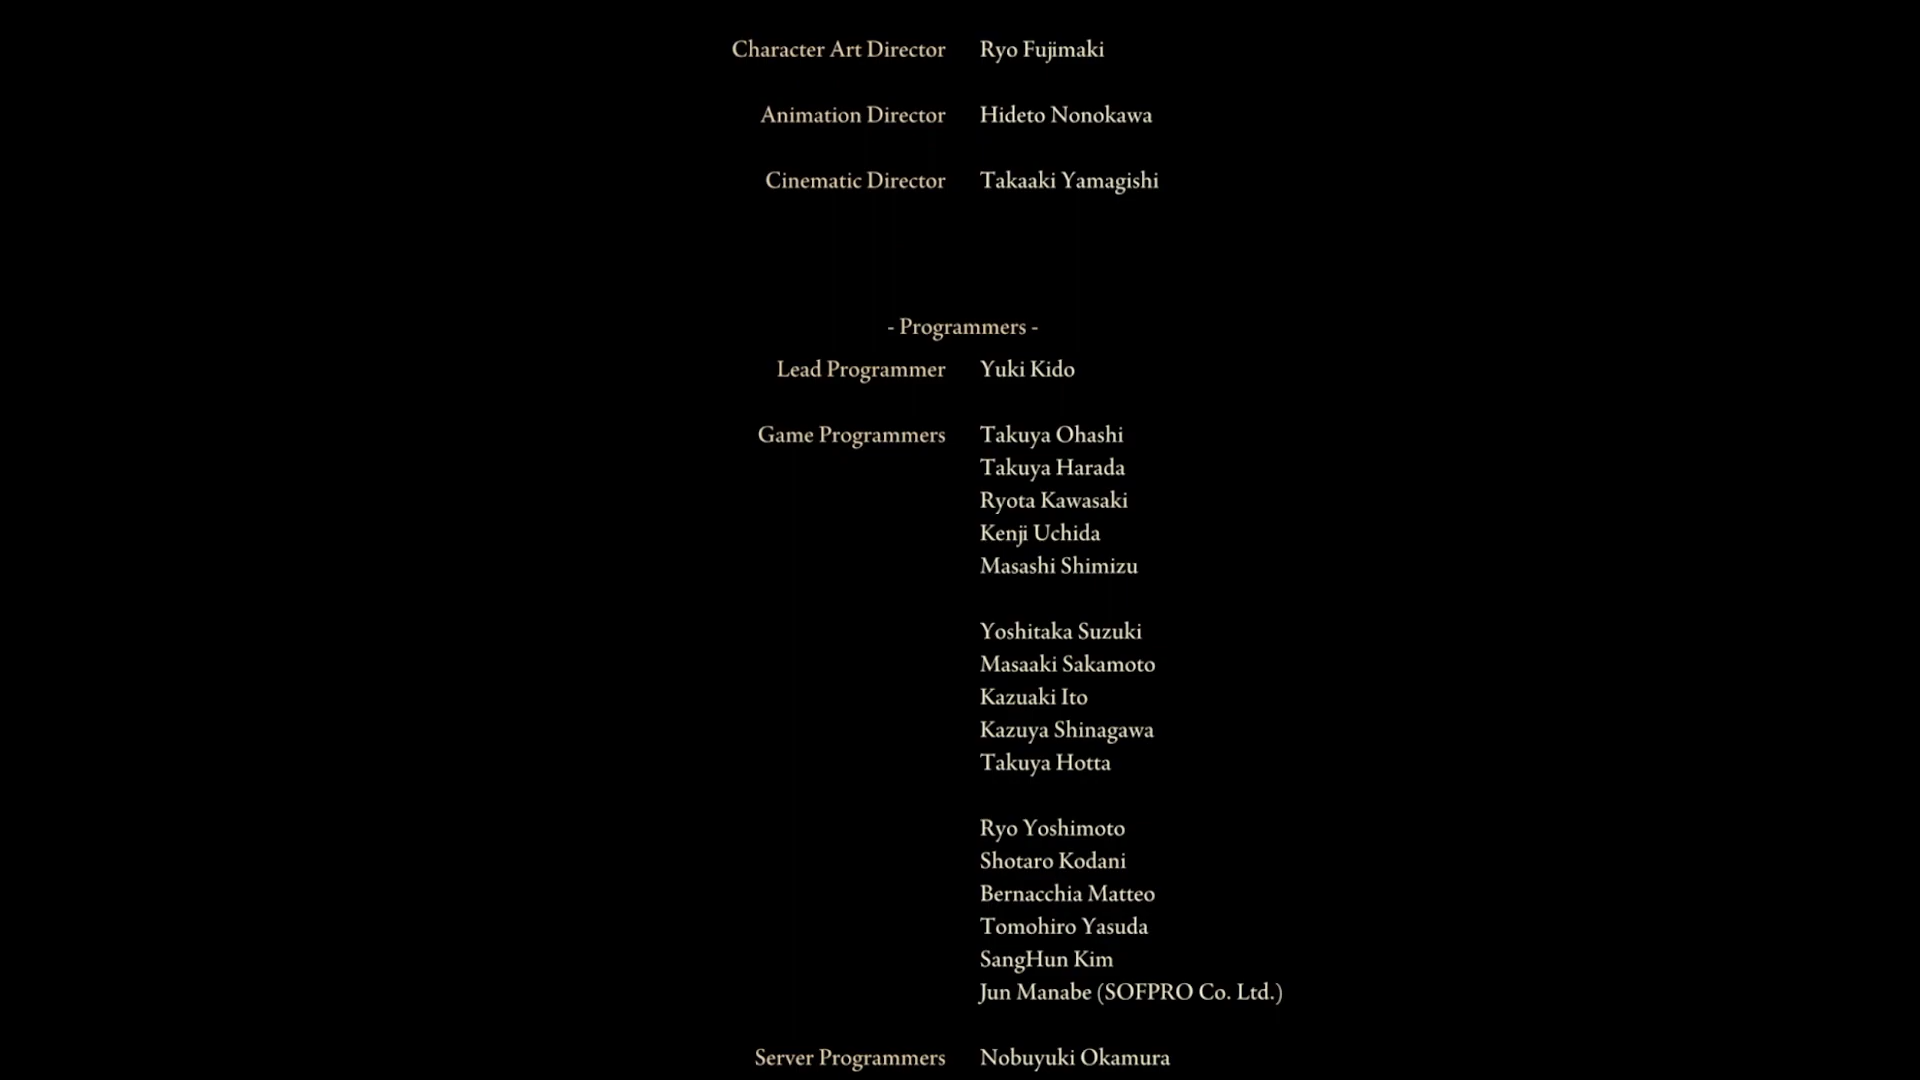 Character Art Director Ryo Fujimaki
Animation Director Hideto Nonokawa
Cinematic Director Takaaki Yamagishi
- Programmers -
Lead Programmer Yuki Kido
Game Programmers Takuya Ohashi
Takuya Harada
Ryota Kawasaki
Kenji Uchida
Masashi Shimizu
Yoshitaka Suzuki
Masaaki Sakamoto
Kazuaki Ito
Kazuya Shinagawa
Takuya Hotta
Ryo Yoshimoto
Shotaro Kodani
Bernacchia Matteo
Tomohiro Yasuda
SangHun Kim
Jun Manabe (SOFPRO Co. Ltd.)
Server Programmers Nobuyuki Okamura